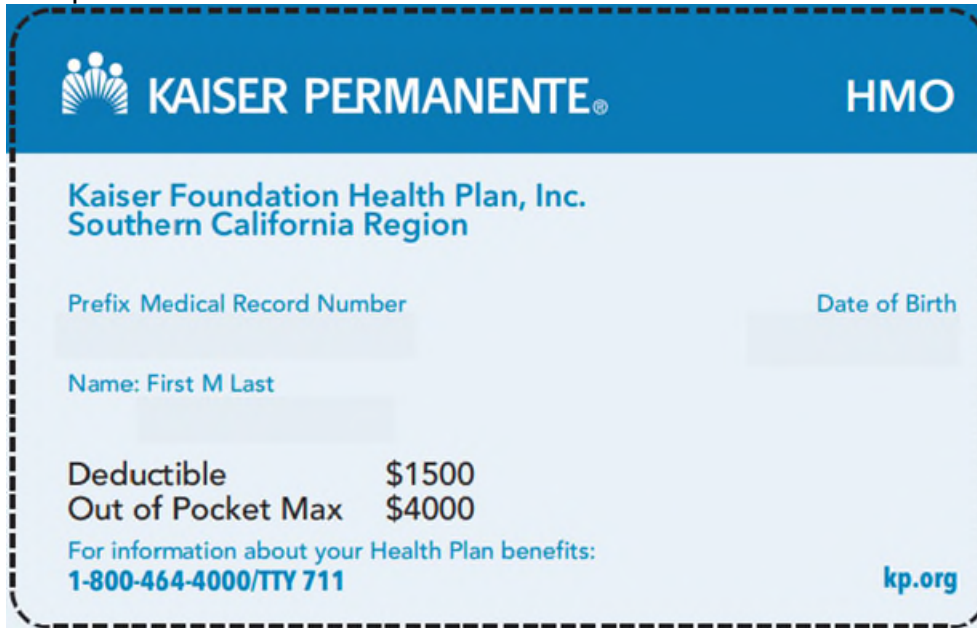 KAISER PERMANENTE® HMO
Kaiser Foundation Health Plan, Inc.
Southern California Region
Prefix Medical Record Number Date of Birth
Name: First M Last
Deductible $1500
Out of Pocket Max $4000
For information about your Health Plan benefits:
1-800-464-4000/TTY 711 kp.org